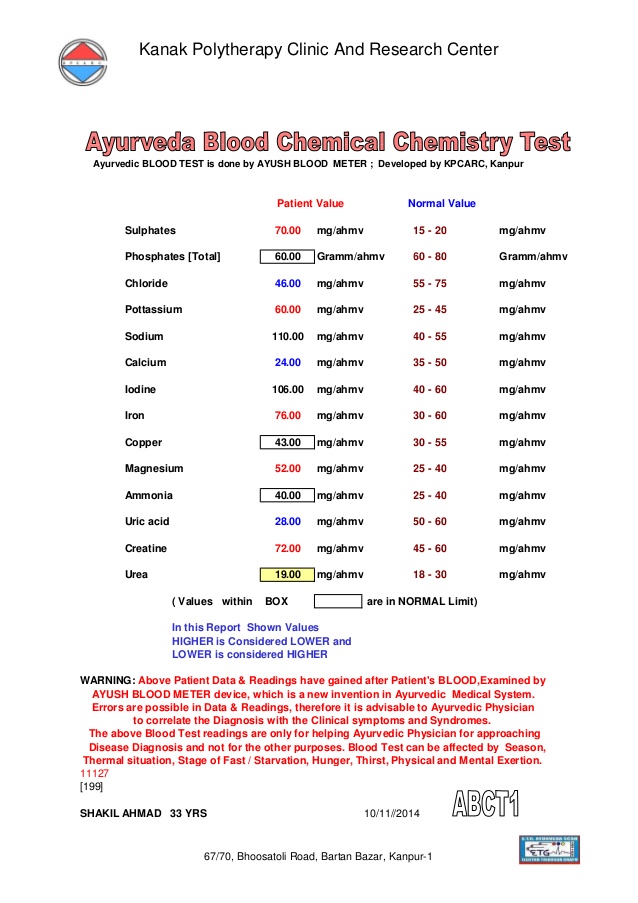 Kanak Polytherapy Clinic And Research Center
Ayurveda Blood Chemical Chemistry Test
Ayurvedic BLOOD TEST is done by AYUSH BLOOD METER ; Developed by KPCARC, Kanpur
Patient Value Normal Value
Sulphates 70.00 mg/ahmv 15 - 20 mg/ahmv
Phosphates [Total] 60.00 Gramm/ahmv 60 - 80 Gramm/ahmv
Chloride 46.00 mg/ahmv 55 - 75 mg/ahmv
Pottassium 60.00 mg/ahmv 25 - 45 mg/ahmv
Sodium 110.00 mg/ahmv 40 - 55 mg/ahmv
Calcium 24.00 mg/ahmv 35 - 50 mg/ahmv
Iodine 106.00 mg/ahmv 40 - 60 mg/ahmv
Iron 76.00 mg/ahmv 30 - 60 mg/ahmv
Copper 43.00 mg/ahmv 30 - 55 mg/ahmv
Magnesium 52.00 mg/ahmv 25 - 40 mg/ahmv
Ammonia 40.00 mg/ahmv 25 - 40 mg/ahmv
Uric acid 28.00 mg/ahmv 50 - 60 mg/ahmv
Creatine 72.00 mg/ahmv 45 - 60 mg/ahmv
Urea 19.00 mg/ahmv 18 - 30 mg/ahmv
( Values within BOX are in NORMAL Limit)
In this Report Shown Values
HIGHER is Considered LOWER and
LOWER is considered HIGHER
WARNING: Above Patient Data & Readings have gained after Patient's BLOOD,Examined by
AYUSH BLOOD METER device, which is a new invention in Ayurvedic Medical System.
Errors are possible in Data & Readings, therefore it is advisable to Ayurvedic Physician
to correlate the Diagnosis with the Clinical symptoms and Syndromes.
The above Blood Test readings are only for helping Ayurvedic Physician for approaching
Disease Diagnosis and not for the other purposes. Blood Test can be affected by Season,
Thermal situation, Stage of Fast / Starvation, Hunger, Thirst, Physical and Mental Exertion.
11127
[199]
SHAKIL AHMAD 33 YRS 10/11//2014 ABCT1
67/70, Bhoosatoli Road, Bartan Bazar, Kanpur-1
ETG